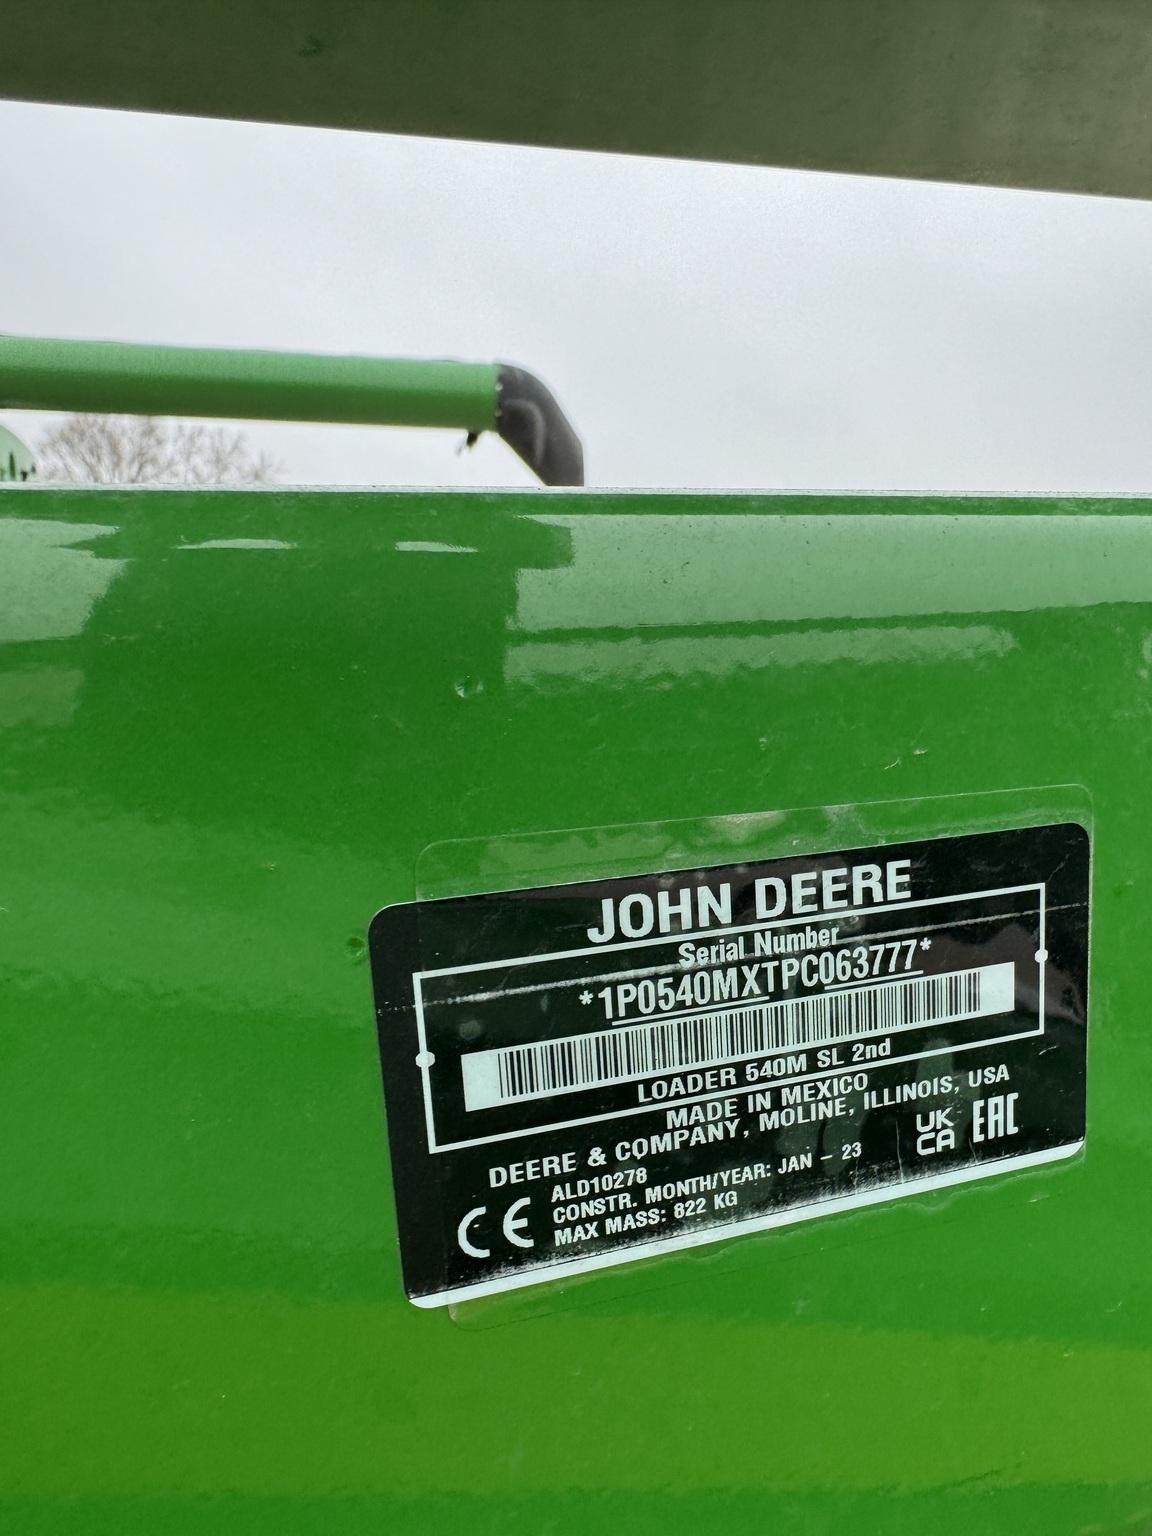 JOHN DEERE
Serial Number
*1P0540MXTPC063777*
LOADER 540M SL 2nd
MADE IN MEXICO
DEERE & COMPANY, MOLINE, ILLINOIS, USA
ALD10278
CONSTR. MONTH/YEAR: JAN - 23
MAX MASS: 822 KG
CE
UK
CA
EAC